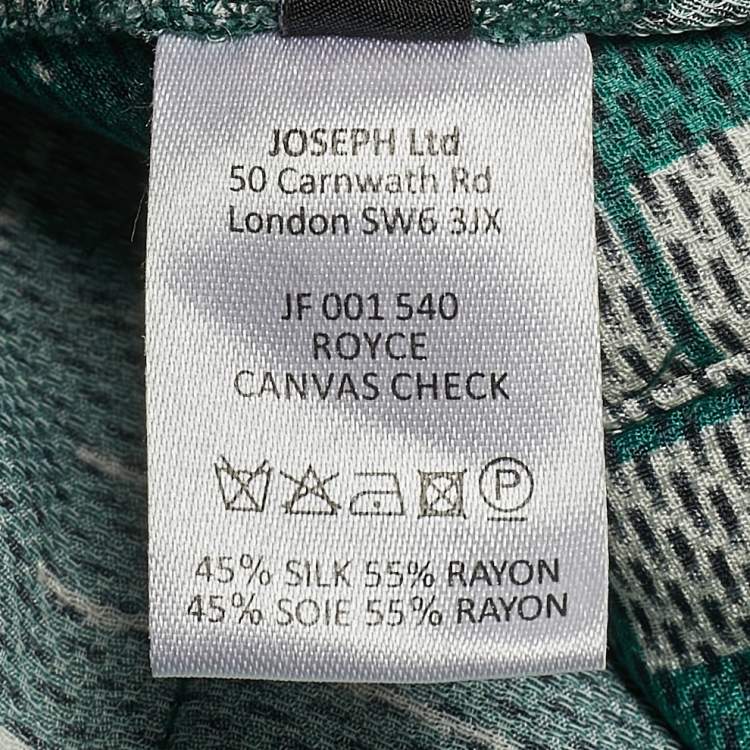 JOSEPH Ltd
50 Carnwath Rd
London SW6 3JX
JF 001 540
ROYCE
CANVAS CHECK
P
45% SILK 55% RAYON
45% SOIE 55% RAYON